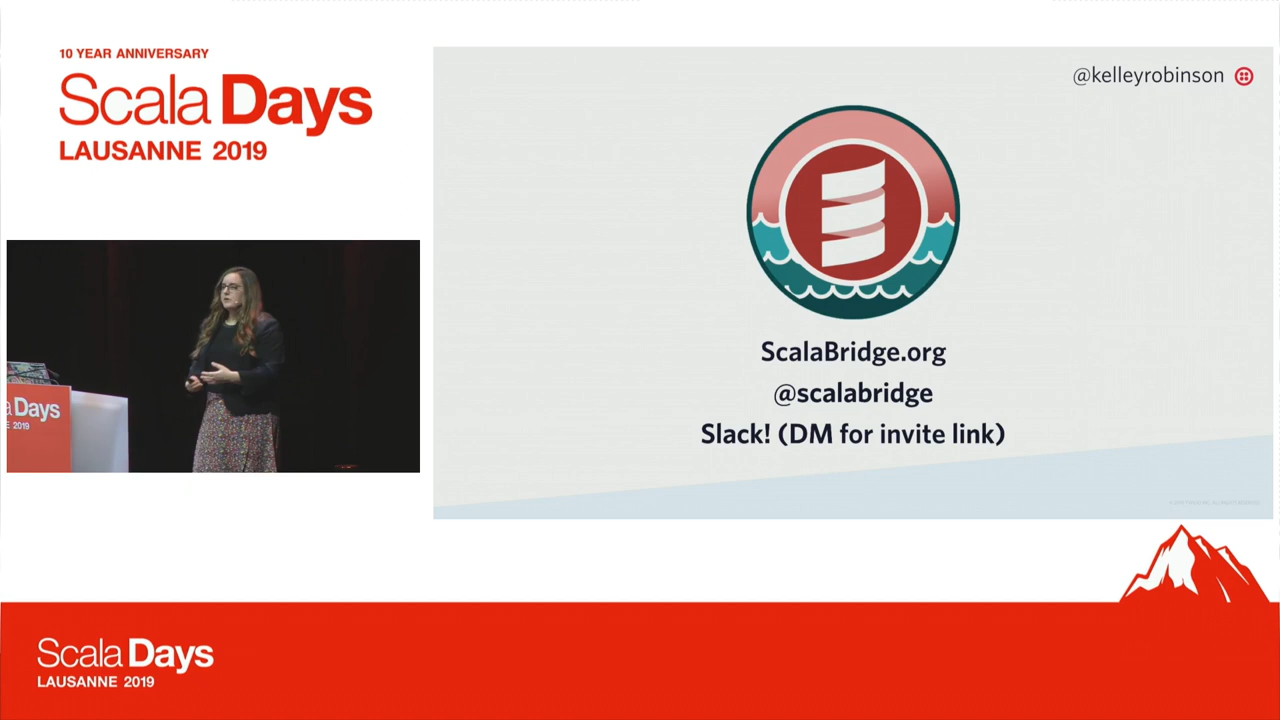 10 YEAR ANNIVERSARY
Scala Days
LAUSANNE 2019
@kelleyrobinson
ScalaBridge.org
@scalabridge
Slack! (DM for invite link)
a Days
E 2019
Scala Days
LAUSANNE 2019